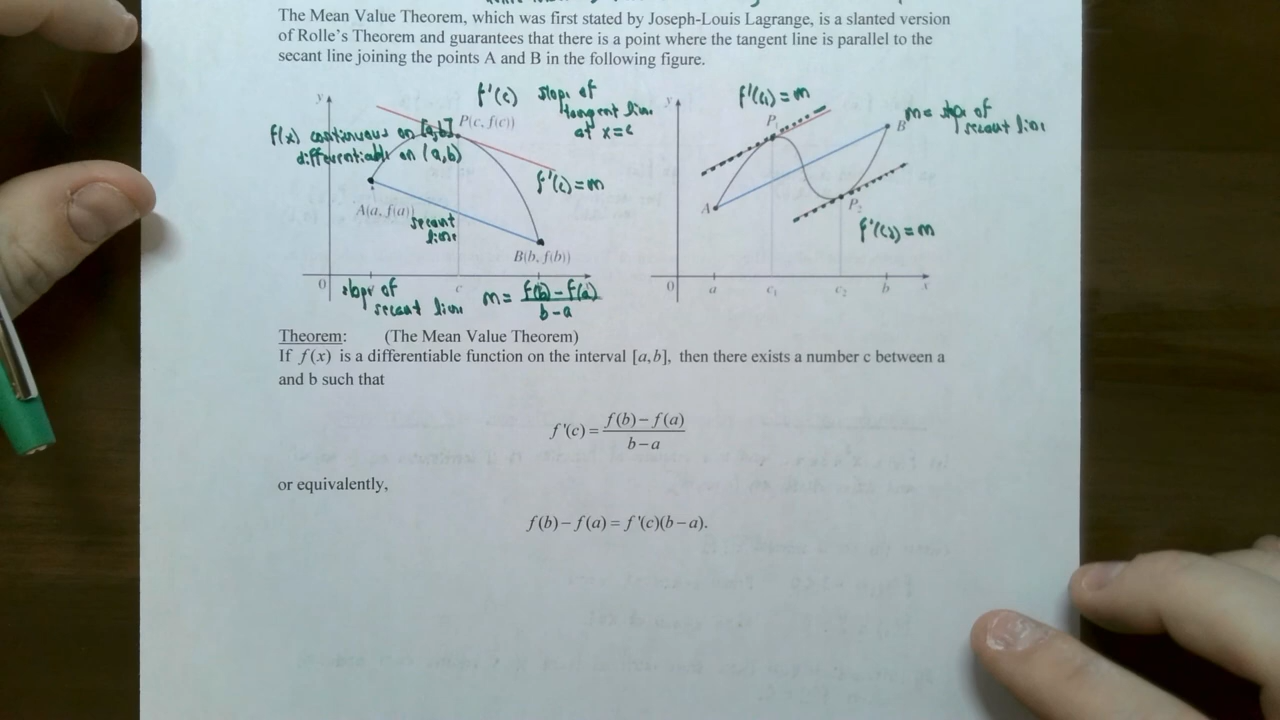 The Mean Value Theorem, which was first stated by Joseph-Louis Lagrange, is a slanted version
of Rolle's Theorem and guarantees that there is a point where the tangent line is parallel to the
secant line joining the points A and B in the following figure.
y
f'(c) slope of
tangent line
at x=c
P(c, f(c))
f(x) continuous on [a,b]
differentiable on (a,b)
f'(c)=m
A(a, f(a))
secant
line
B(b, f(b))
0
c
slope of
secant line
m= f(b)-f(a)
b-a
y
f'(c₁)=m
P₁
B
m= slope of
secant line
A
P₂
f'(c₂)=m
0
a
c₁
c₂
b
x
Theorem: (The Mean Value Theorem)
If f(x) is a differentiable function on the interval [a,b], then there exists a number c between a
and b such that
f'(c) = f(b)−f(a)
b−a
or equivalently,
f(b)−f(a) = f'(c)(b−a).